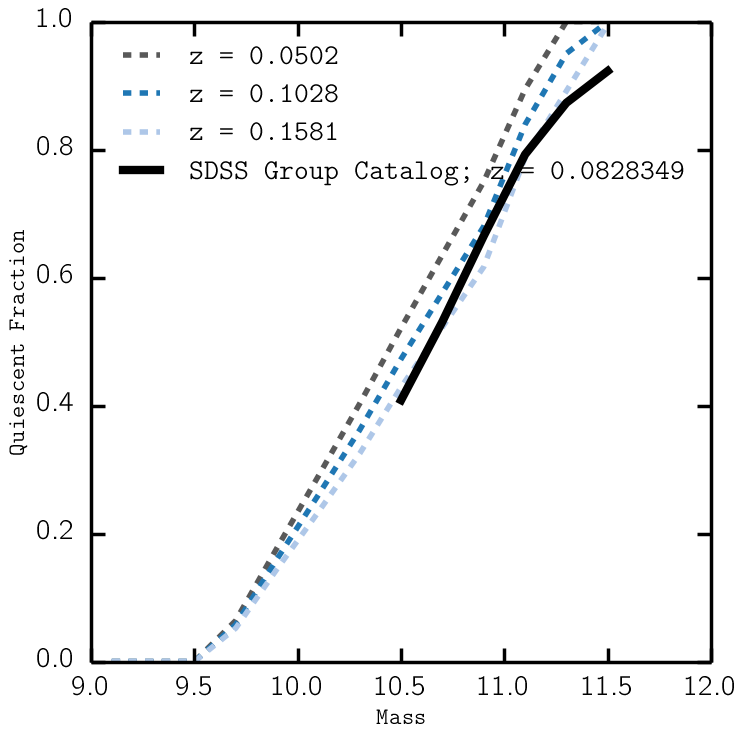 1.0
z = 0.0502
z = 0.1028
z = 0.1581
0.8
SDSS Group Catalog; z = 0.0828349
0.6
Quiescent Fraction
0.4
0.2
0.0
9.0 9.5 10.0 10.5 11.0 11.5 12.0
Mass